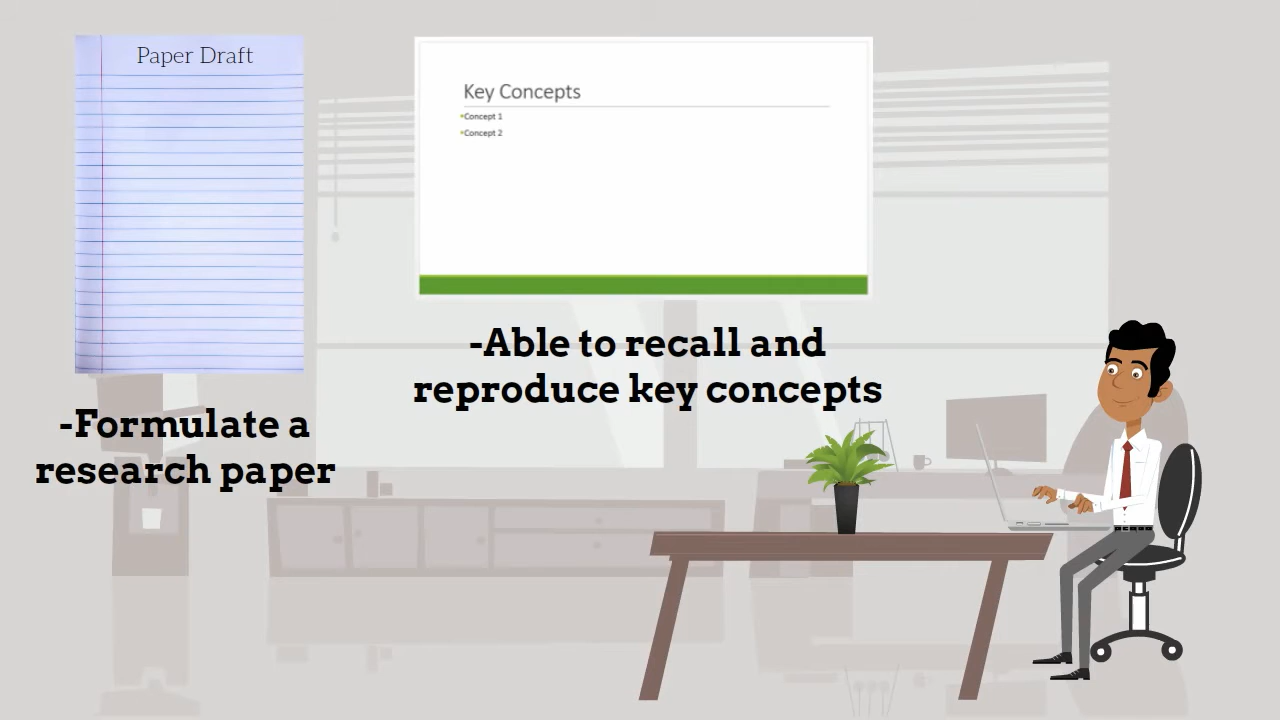 Paper Draft
-Formulate a
research paper
Key Concepts
•Concept 1
•Concept 2
-Able to recall and
reproduce key concepts